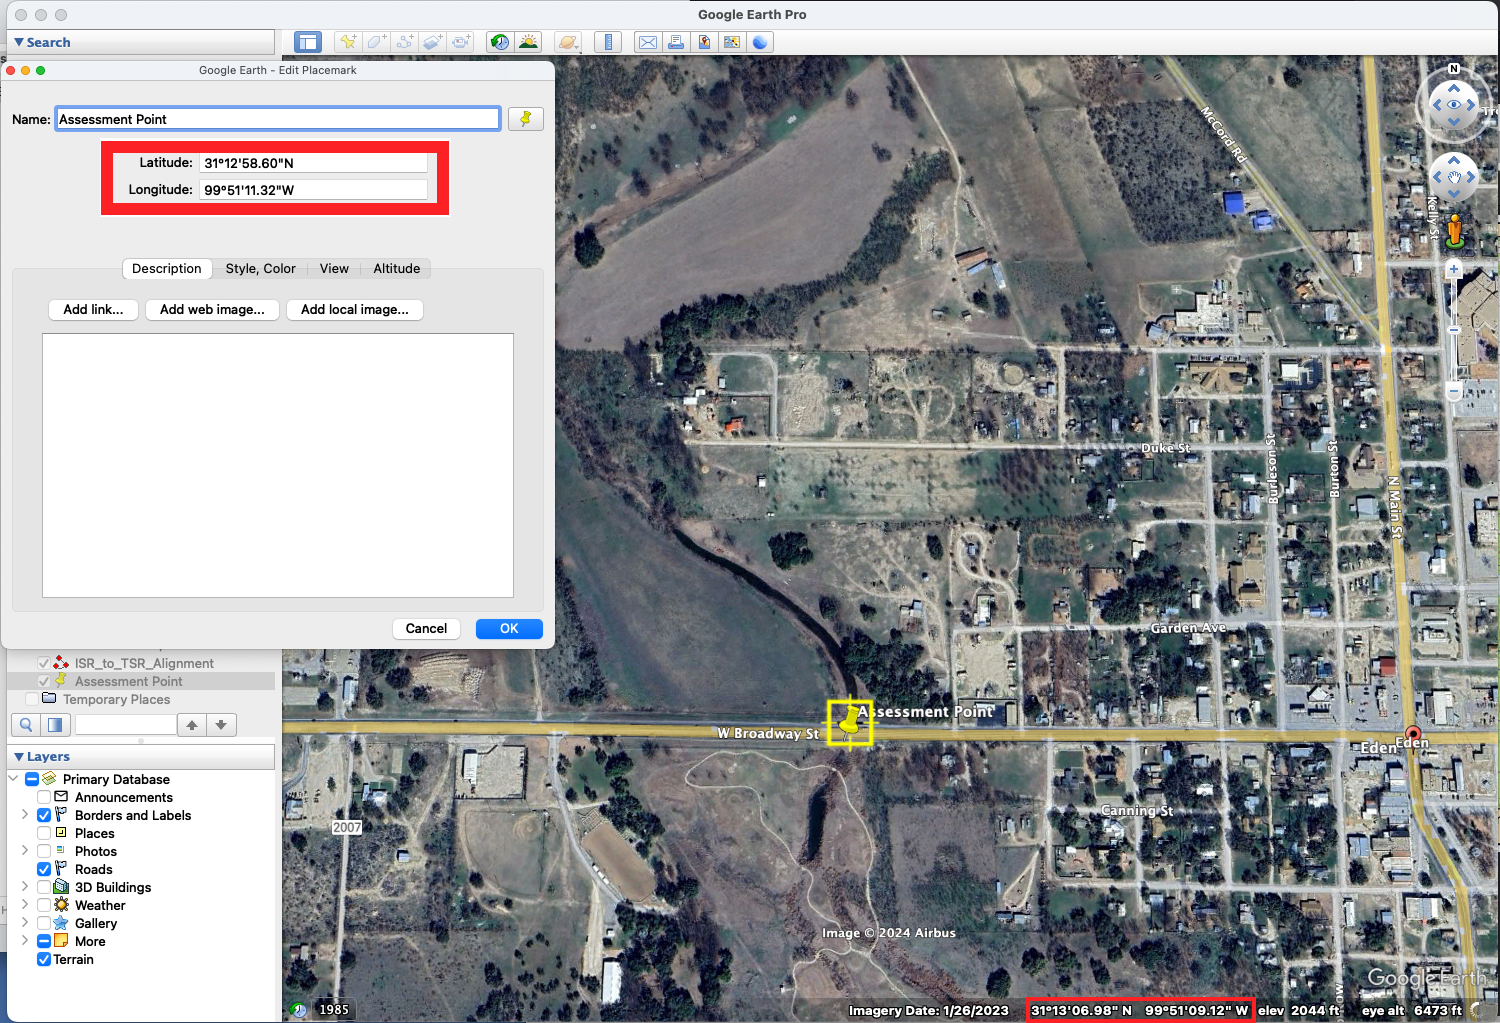 Google Earth Pro
Search
Google Earth - Edit Placemark
Name: Assessment Point
Latitude: 31°12'58.60"N
Longitude: 99°51'11.32"W
Description
Style, Color
View
Altitude
Add link...
Add web image...
Add local image...
Cancel
OK
ISR_to_TSR_Alignment
Assessment Point
Temporary Places
Layers
Primary Database
Announcements
Borders and Labels
Places
Photos
Roads
3D Buildings
Weather
Gallery
More
Terrain
N
McCord Rd
Kelly St
Duke St
Burleson St
Burton St
N Main St
Garden Ave
Assessment Point
W Broadway St
Eden
Eden
Canning St
2007
Image © 2024 Airbus
Google Earth
1985
Imagery Date: 1/26/2023
31°13'06.98" N
99°51'09.12" W
elev 2044 ft
eye alt 6473 ft